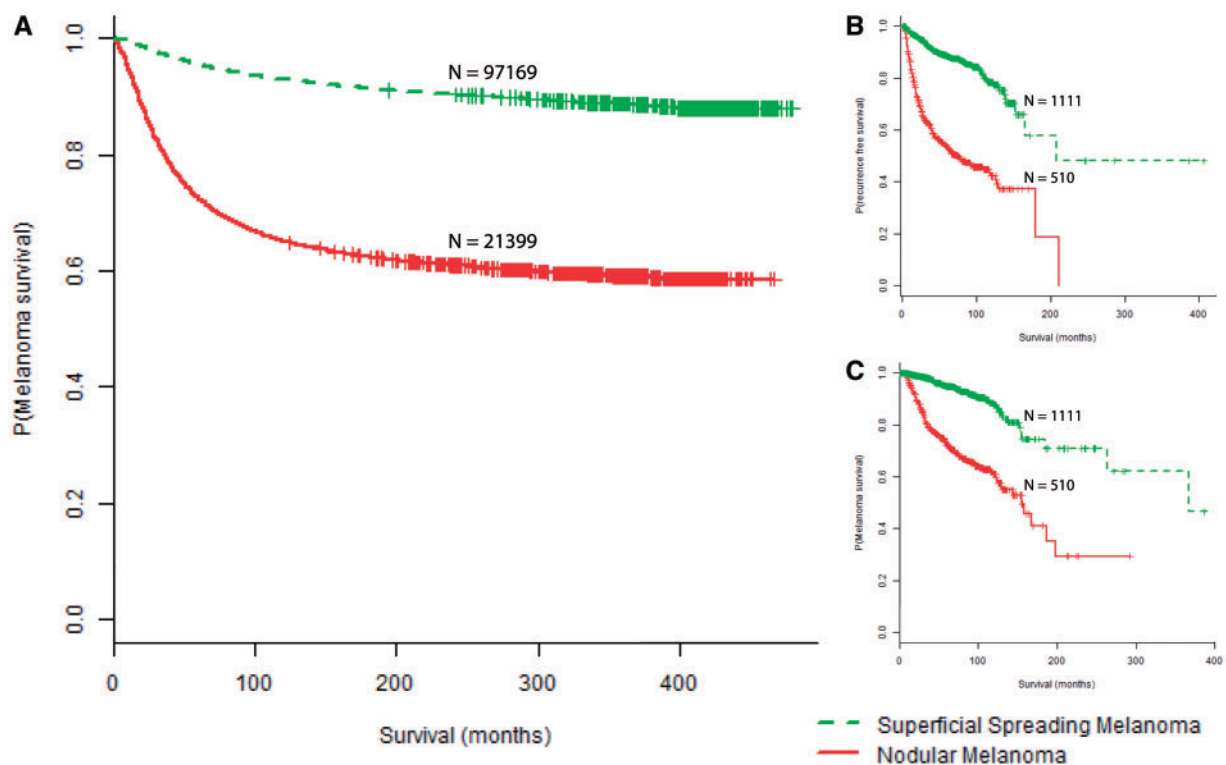 A
P(Melanoma survival)
1.0
0.8
0.6
0.4
0.2
0.0
N = 97169
N = 21399
0 100 200 300 400
Survival (months)
B
P(recurrence free survival)
1.0
0.8
0.6
0.4
0.2
0.0
N = 1111
N = 510
0 100 200 300 400
Survival (months)
C
P(Melanoma survival)
1.0
0.8
0.6
0.4
0.2
0.0
N = 1111
N = 510
0 100 200 300 400
Survival (months)
Superficial Spreading Melanoma
Nodular Melanoma